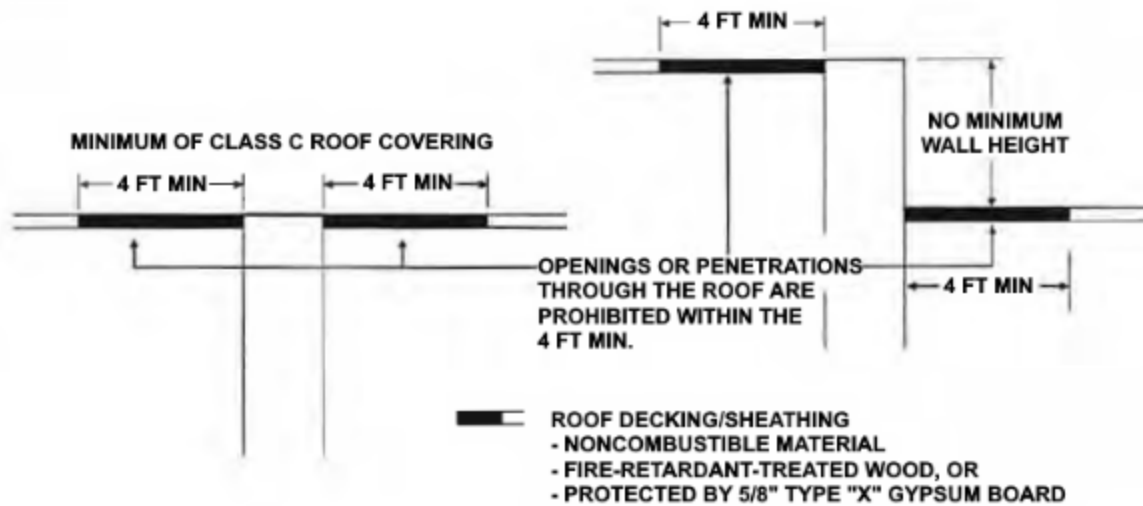 4 FT MIN
NO MINIMUM
WALL HEIGHT
MINIMUM OF CLASS C ROOF COVERING
4 FT MIN
4 FT MIN
OPENINGS OR PENETRATIONS
THROUGH THE ROOF ARE
PROHIBITED WITHIN THE
4 FT MIN.
4 FT MIN
ROOF DECKING/SHEATHING
- NONCOMBUSTIBLE MATERIAL
- FIRE-RETARDANT-TREATED WOOD, OR
- PROTECTED BY 5/8" TYPE "X" GYPSUM BOARD